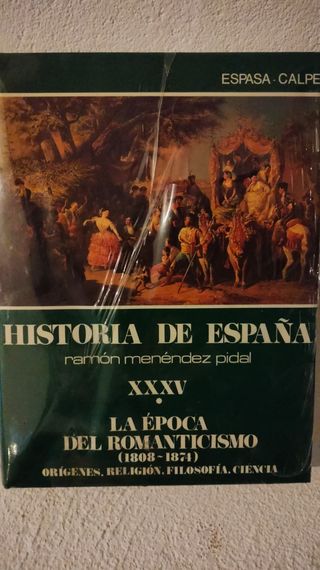 ESPASA-CALPE
HISTORIA DE ESPAÑA
ramón menéndez pidal
XXXV
•
LA ÉPOCA
DEL ROMANTICISMO
(1808-1874)
ORÍGENES, RELIGIÓN, FILOSOFÍA, CIENCIA